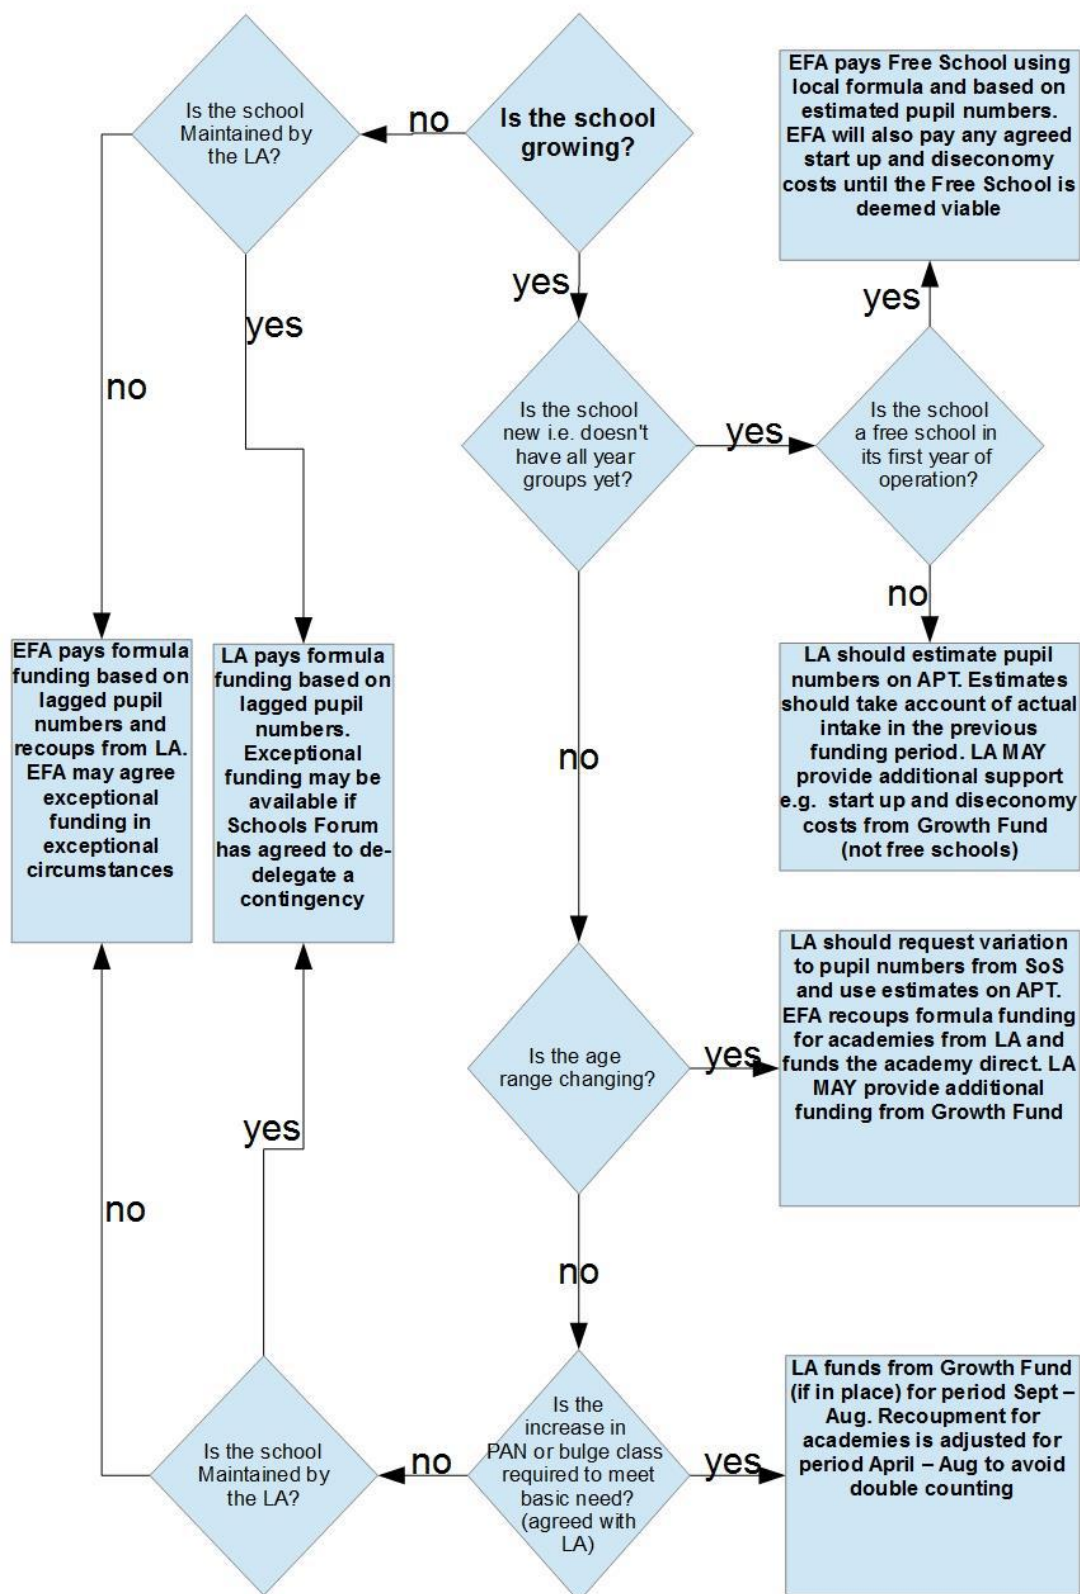 Is the school
Maintained by
the LA?
no
Is the school
growing?
EFA pays Free School using
local formula and based on
estimated pupil numbers.
EFA will also pay any agreed
start up and diseconomy
costs until the Free School is
deemed viable
yes
yes
yes
no
Is the school
new i.e. doesn't
have all year
groups yet?
yes
Is the school
a free school in
its first year of
operation?
no
EFA pays formula
funding based on
lagged pupil
numbers and
recoups from LA.
EFA may agree
exceptional
funding in
exceptional
circumstances
LA pays formula
funding based on
lagged pupil
numbers.
Exceptional
funding may be
available if
Schools Forum
has agreed to de-
delegate a
contingency
no
LA should estimate pupil
numbers on APT. Estimates
should take account of actual
intake in the previous
funding period. LA MAY
provide additional support
e.g.  start up and diseconomy
costs from Growth Fund
(not free schools)
Is the age
range changing?
yes
LA should request variation
to pupil numbers from SoS
and use estimates on APT.
EFA recoups formula funding
for academies from LA and
funds the academy direct. LA
MAY provide additional
funding from Growth Fund
yes
no
no
Is the school
Maintained by
the LA?
no
Is the
increase in
PAN or bulge class
required to meet
basic need?
(agreed with
LA)
yes
LA funds from Growth Fund
(if in place) for period Sept –
Aug. Recoupment for
academies is adjusted for
period April – Aug to avoid
double counting